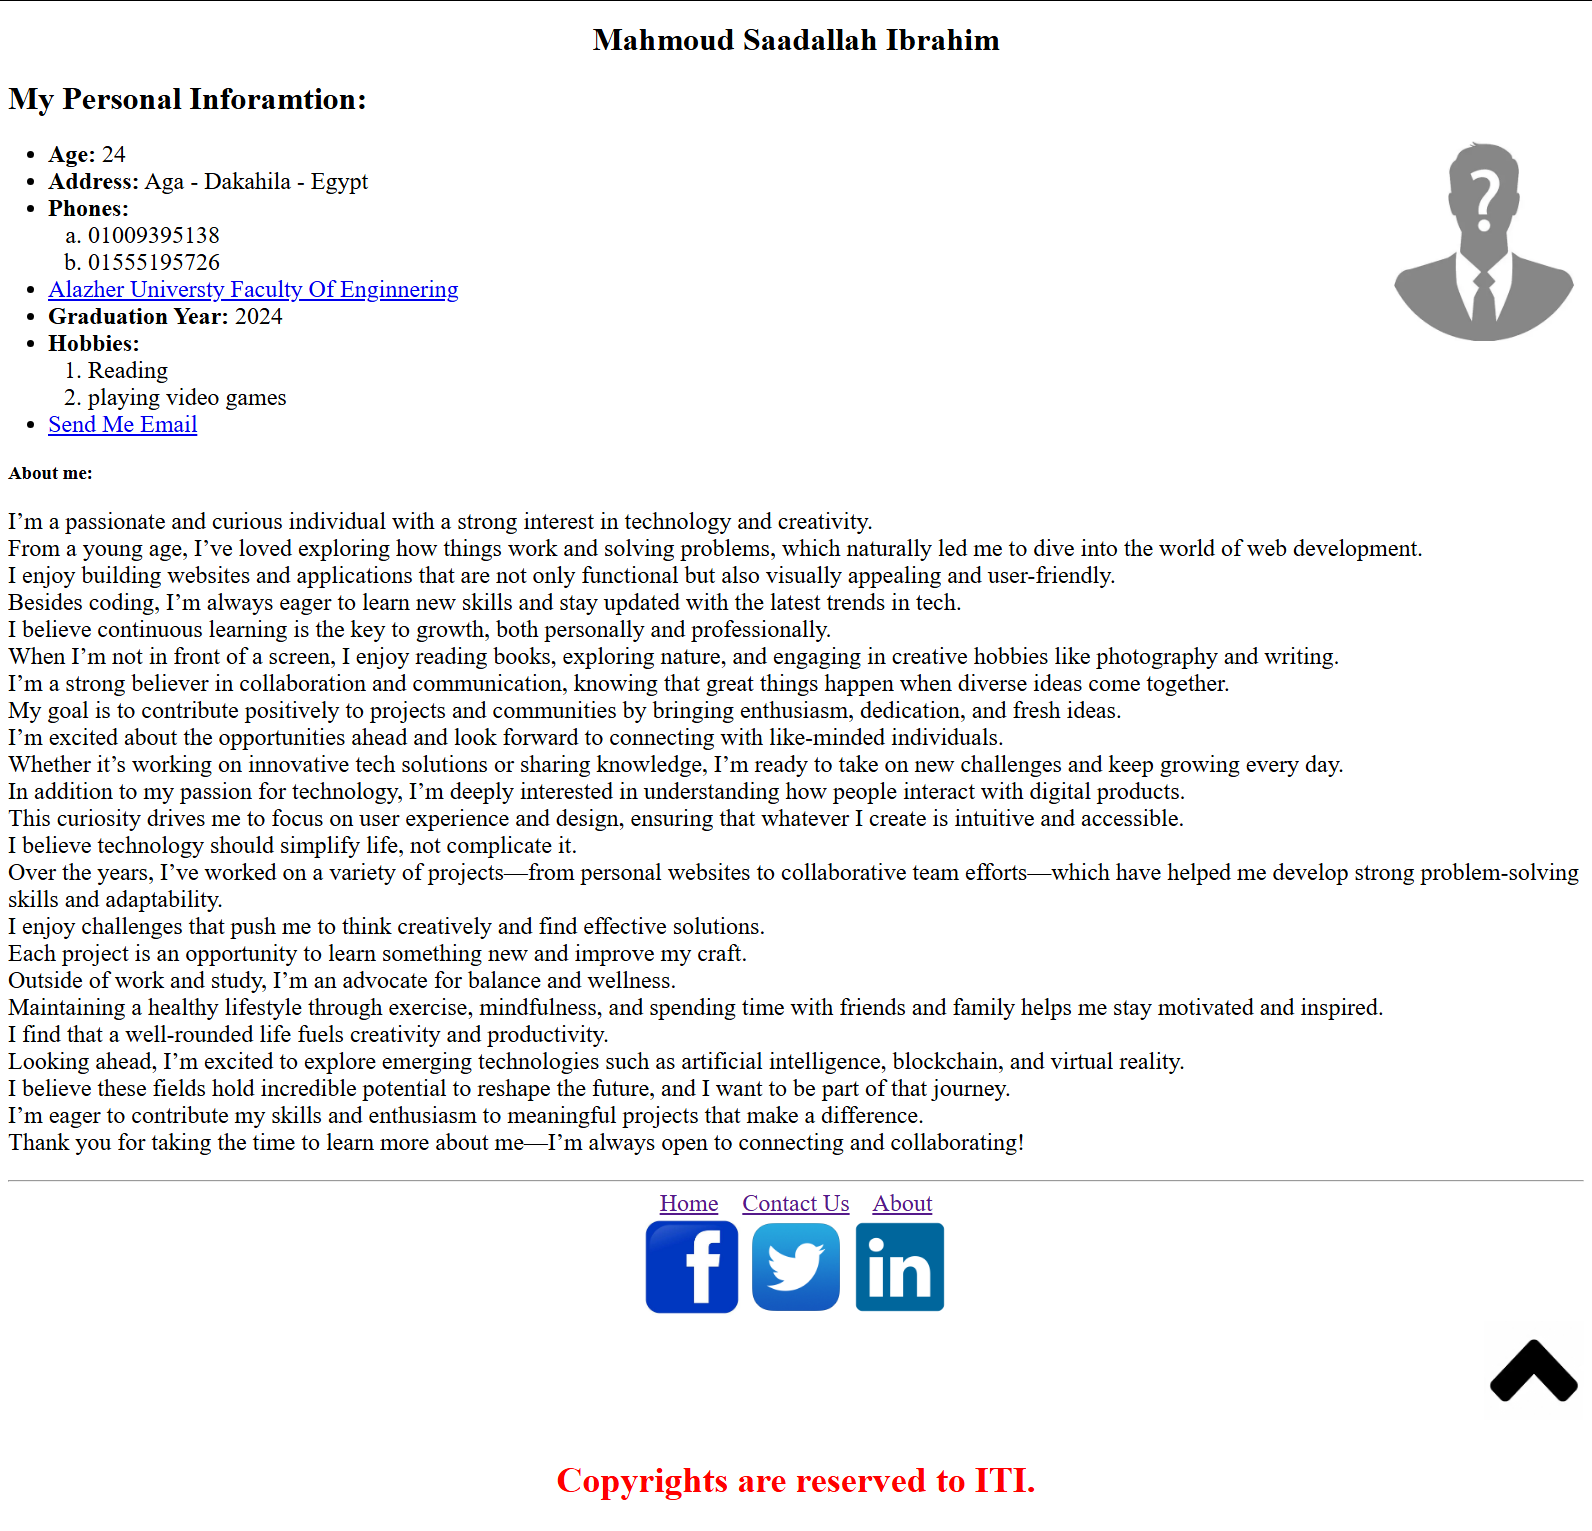 Mahmoud Saadallah Ibrahim
My Personal Inforamtion:
• Age: 24
• Address: Aga - Dakahila - Egypt
• Phones:
a. 01009395138
b. 01555195726
• Alazher Universty Faculty Of Enginnering
• Graduation Year: 2024
• Hobbies:
1. Reading
2. playing video games
• Send Me Email
?
About me:
I’m a passionate and curious individual with a strong interest in technology and creativity.
From a young age, I’ve loved exploring how things work and solving problems, which naturally led me to dive into the world of web development.
I enjoy building websites and applications that are not only functional but also visually appealing and user-friendly.
Besides coding, I’m always eager to learn new skills and stay updated with the latest trends in tech.
I believe continuous learning is the key to growth, both personally and professionally.
When I’m not in front of a screen, I enjoy reading books, exploring nature, and engaging in creative hobbies like photography and writing.
I’m a strong believer in collaboration and communication, knowing that great things happen when diverse ideas come together.
My goal is to contribute positively to projects and communities by bringing enthusiasm, dedication, and fresh ideas.
I’m excited about the opportunities ahead and look forward to connecting with like-minded individuals.
Whether it’s working on innovative tech solutions or sharing knowledge, I’m ready to take on new challenges and keep growing every day.
In addition to my passion for technology, I’m deeply interested in understanding how people interact with digital products.
This curiosity drives me to focus on user experience and design, ensuring that whatever I create is intuitive and accessible.
I believe technology should simplify life, not complicate it.
Over the years, I’ve worked on a variety of projects—from personal websites to collaborative team efforts—which have helped me develop strong problem-solving
skills and adaptability.
I enjoy challenges that push me to think creatively and find effective solutions.
Each project is an opportunity to learn something new and improve my craft.
Outside of work and study, I’m an advocate for balance and wellness.
Maintaining a healthy lifestyle through exercise, mindfulness, and spending time with friends and family helps me stay motivated and inspired.
I find that a well-rounded life fuels creativity and productivity.
Looking ahead, I’m excited to explore emerging technologies such as artificial intelligence, blockchain, and virtual reality.
I believe these fields hold incredible potential to reshape the future, and I want to be part of that journey.
I’m eager to contribute my skills and enthusiasm to meaningful projects that make a difference.
Thank you for taking the time to learn more about me—I’m always open to connecting and collaborating!
Home Contact Us About
f in
Copyrights are reserved to ITI.